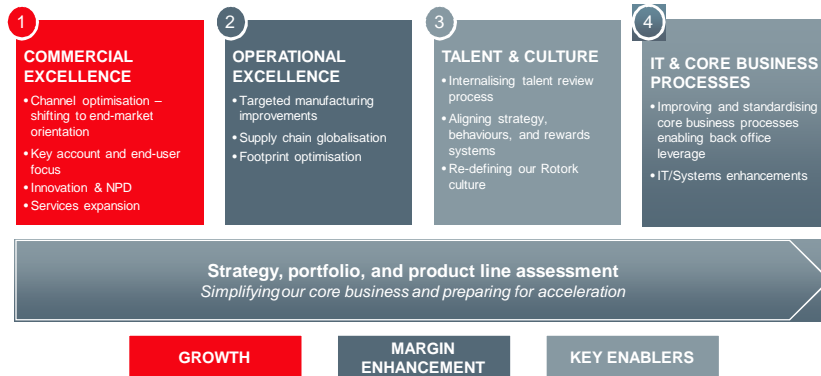 1
COMMERCIAL
EXCELLENCE
• Channel optimisation –
shifting to end-market
orientation
• Key account and end-user
focus
• Innovation & NPD
• Services expansion
2
OPERATIONAL
EXCELLENCE
• Targeted manufacturing
improvements
• Supply chain globalisation
• Footprint optimisation
3
TALENT & CULTURE
• Internalising talent review
process
• Aligning strategy,
behaviours, and rewards
systems
• Re-defining our Rotork
culture
4
IT & CORE BUSINESS
PROCESSES
• Improving and standardising
core business processes
enabling back office
leverage
• IT/Systems enhancements
Strategy, portfolio, and product line assessment
Simplifying our core business and preparing for acceleration
GROWTH
MARGIN
ENHANCEMENT
KEY ENABLERS